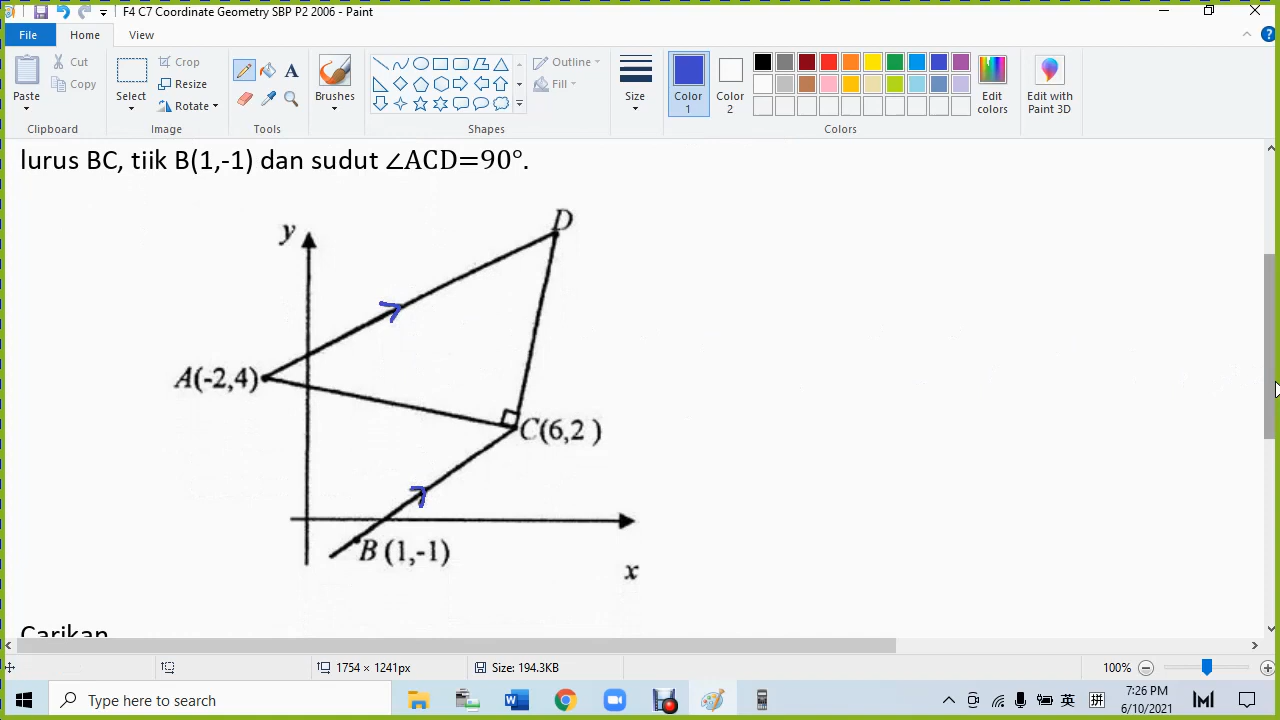 F4 C7 Coordinate Geometry SBP P2 2006 - Paint
File Home View
Paste
Cut
Copy
Clipboard
Select
Crop
Resize
Rotate
Image
A
Tools
Brushes
Outline
Fill
Shapes
Size
Color 1
Color 2
Edit colors
Edit with Paint 3D
Colors
lurus BC, tiik B(1,-1) dan sudut ∠ACD=90°.
D
y
A(-2,4)
C(6,2 )
B (1,-1)
x
Carikan
1754 × 1241px
Size: 194.3KB
100%
Type here to search
英
拼
7:26 PM
6/10/2021